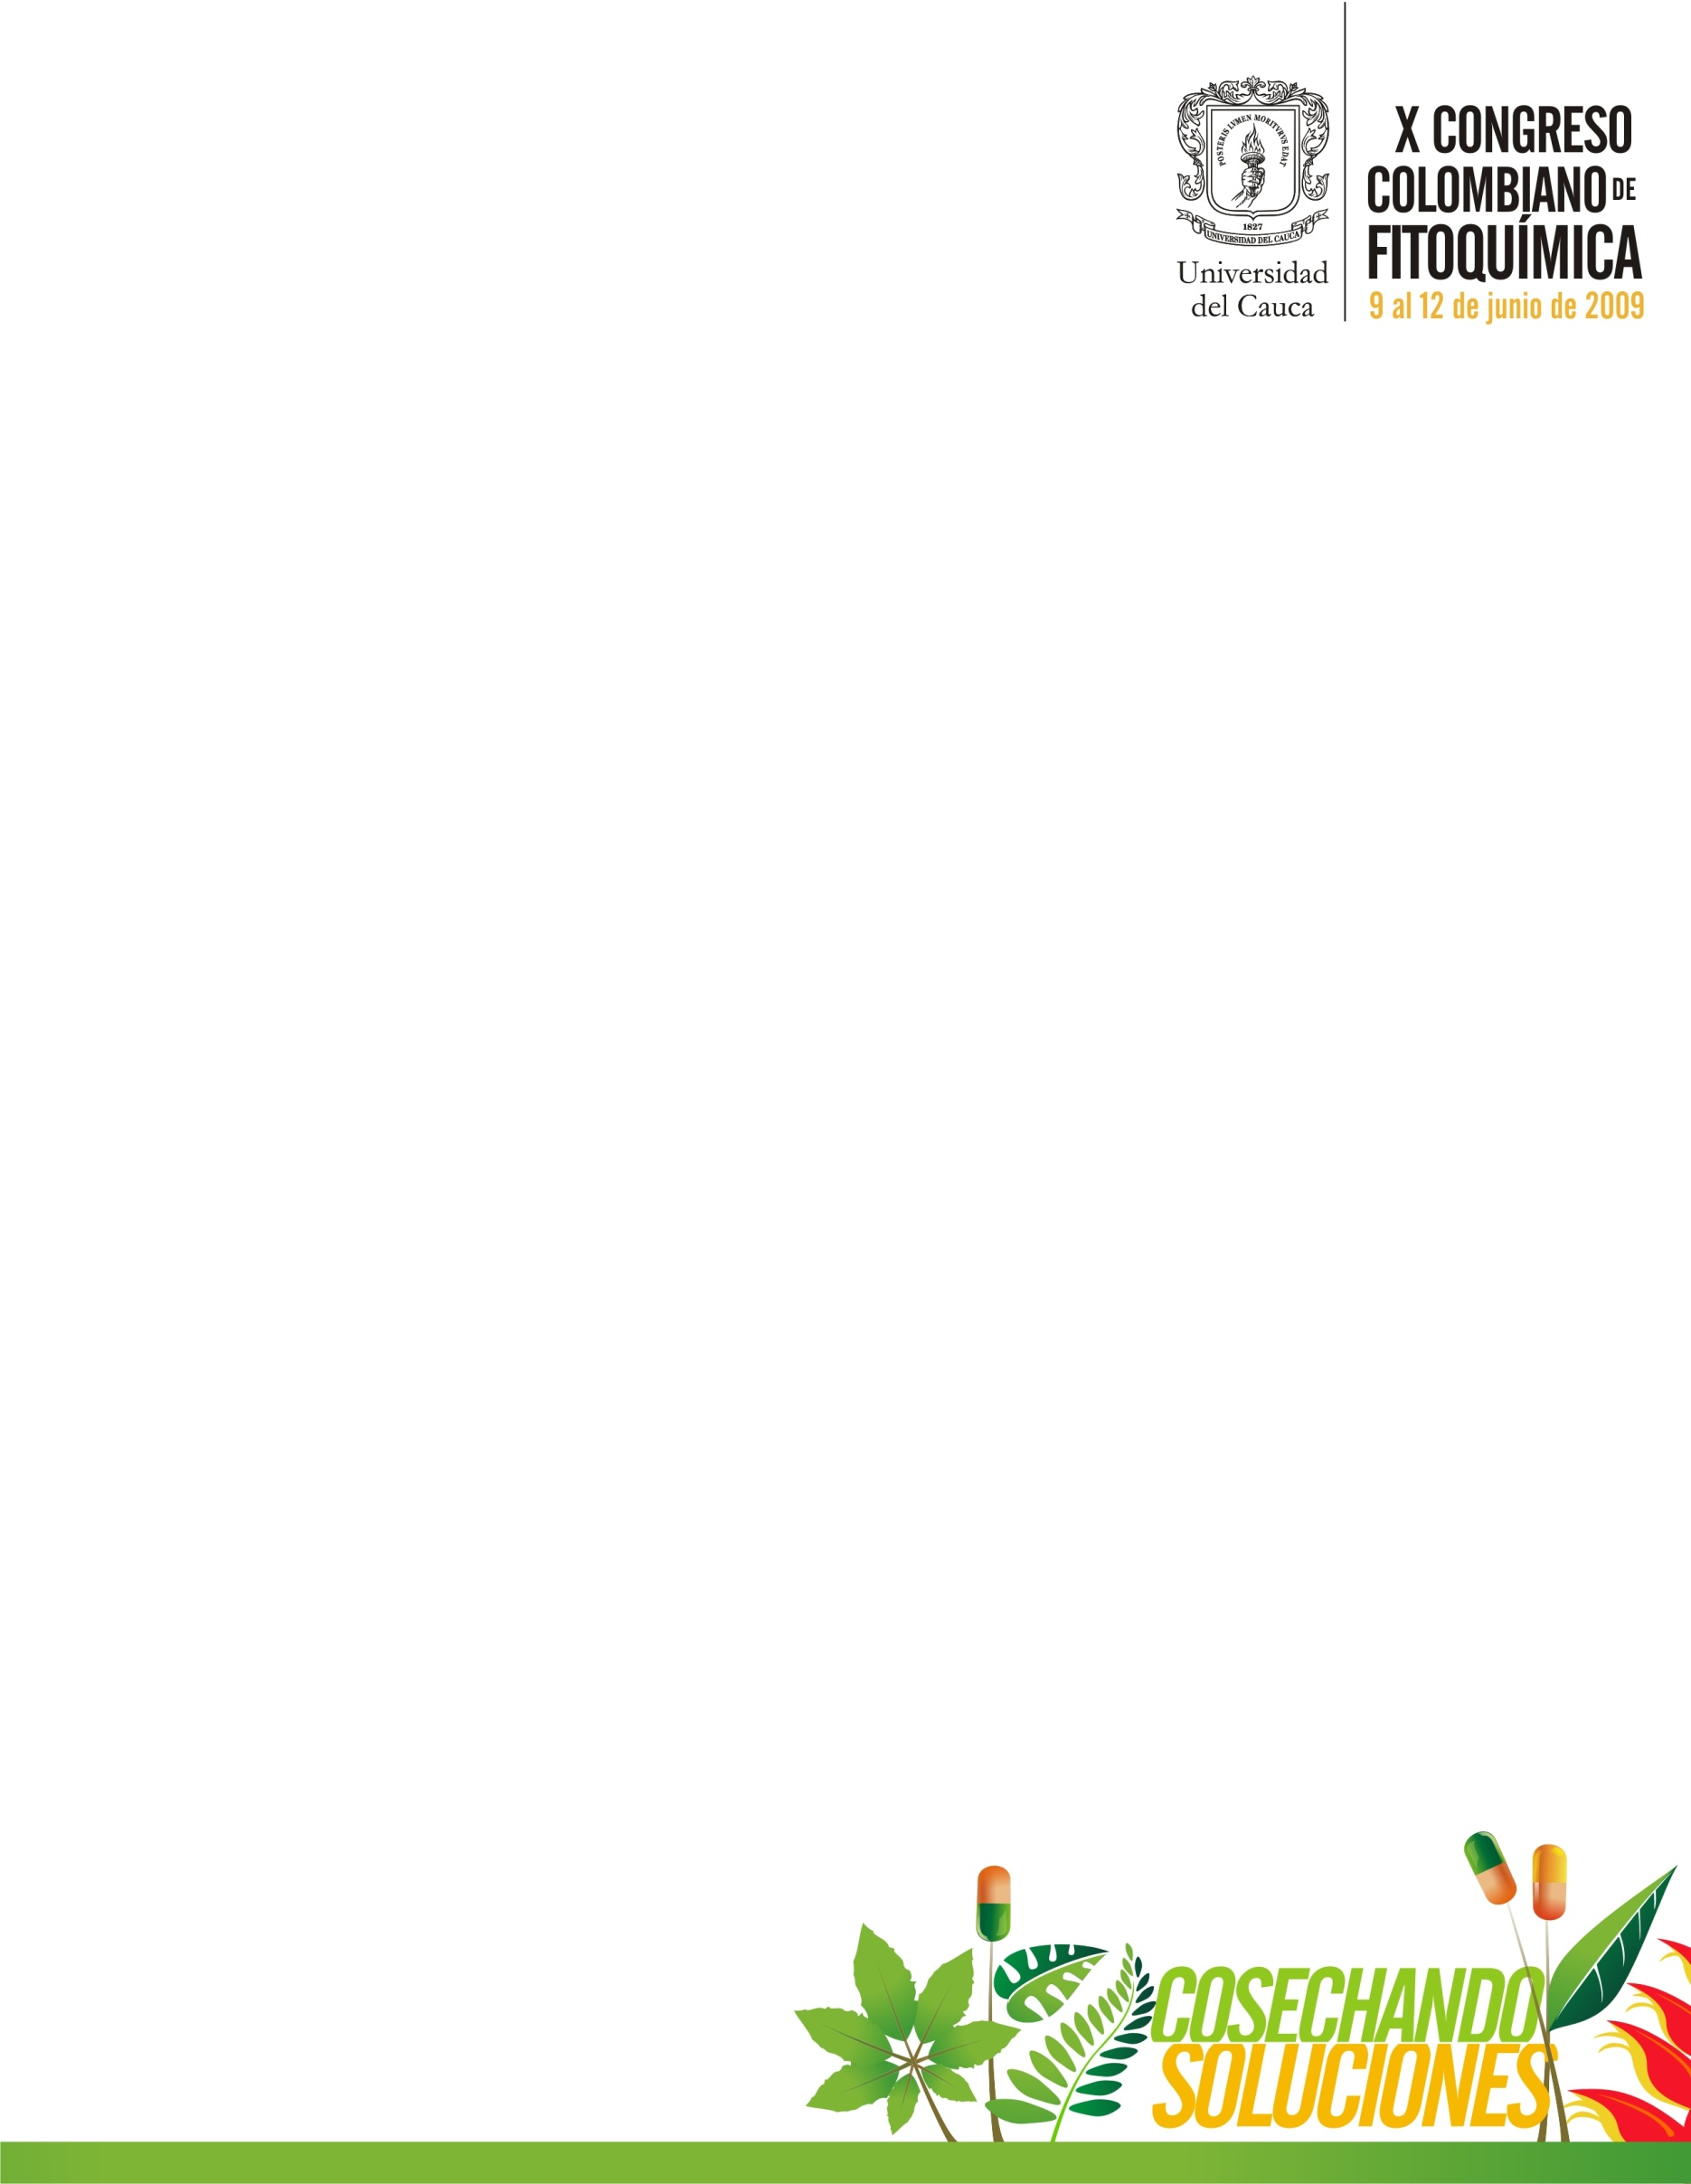 POSTERIS LVMEN MORITVRVS EDAT
1827
UNIVERSIDAD DEL CAUCA
Universidad
del Cauca
X CONGRESO
COLOMBIANO DE
FITOQUÍMICA
9 al 12 de junio de 2009
COSECHANDO
SOLUCIONES